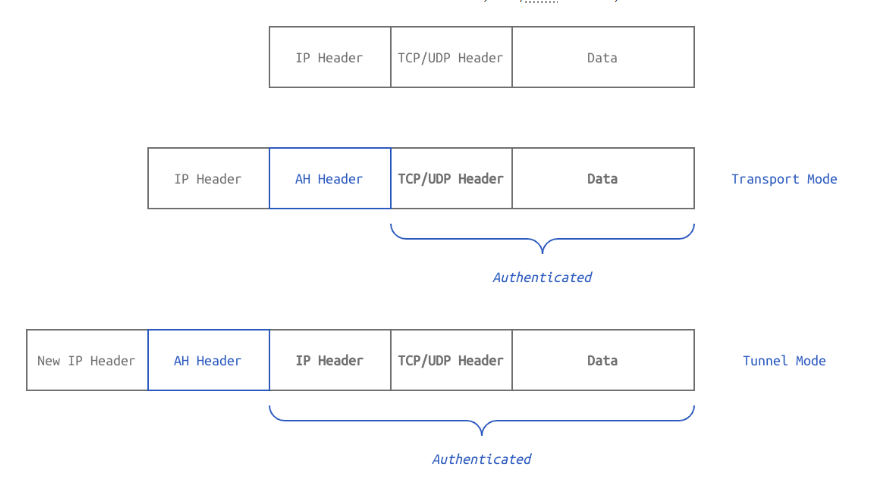 IP Header TCP/UDP Header Data
IP Header AH Header TCP/UDP Header Data Transport Mode
Authenticated
New IP Header AH Header IP Header TCP/UDP Header Data Tunnel Mode
Authenticated